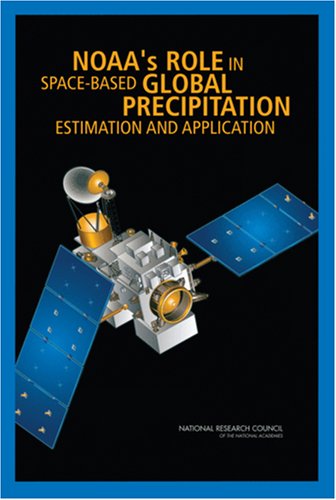 NOAA's ROLE IN
SPACE-BASED GLOBAL
PRECIPITATION
ESTIMATION AND APPLICATION
NATIONAL RESEARCH COUNCIL
OF THE NATIONAL ACADEMIES